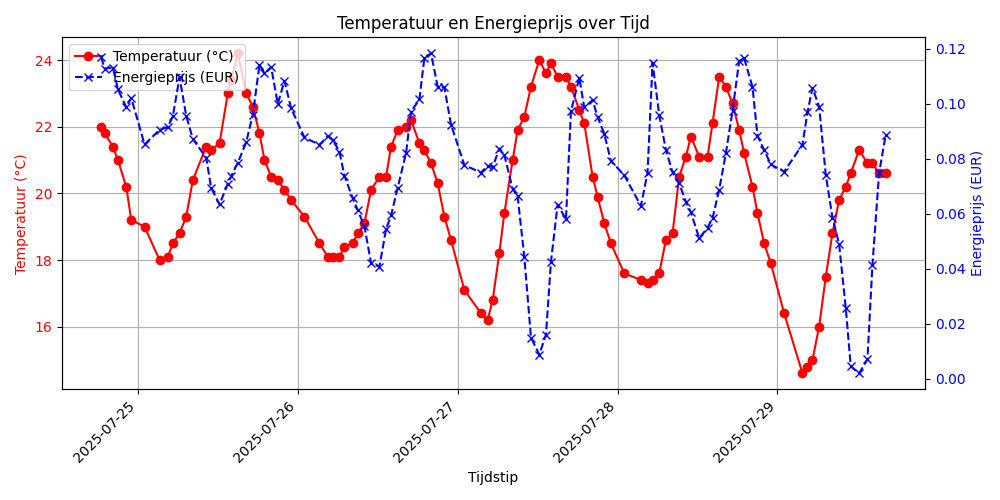 Temperatuur en Energieprijs over Tijd
Temperatuur (°C)
Energieprijs (EUR)
Temperatuur (°C)
24
22
20
18
16
Energieprijs (EUR)
0.12
0.10
0.08
0.06
0.04
0.02
0.00
2025-07-25
2025-07-26
2025-07-27
2025-07-28
2025-07-29
Tijdstip